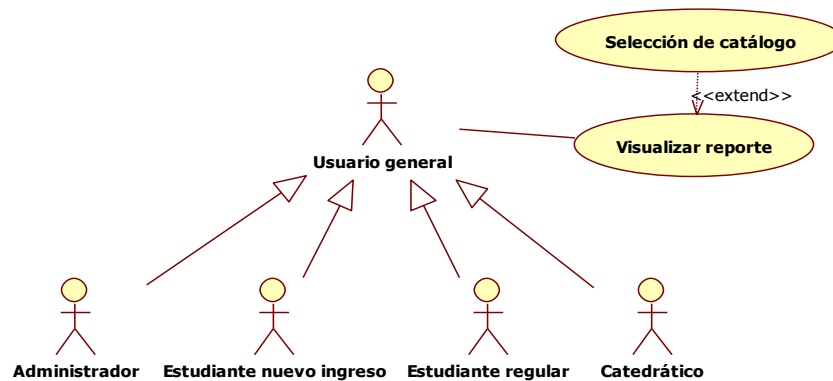 Selección de catálogo
<<extend>>
Visualizar reporte
Usuario general
Administrador
Estudiante nuevo ingreso
Estudiante regular
Catedrático